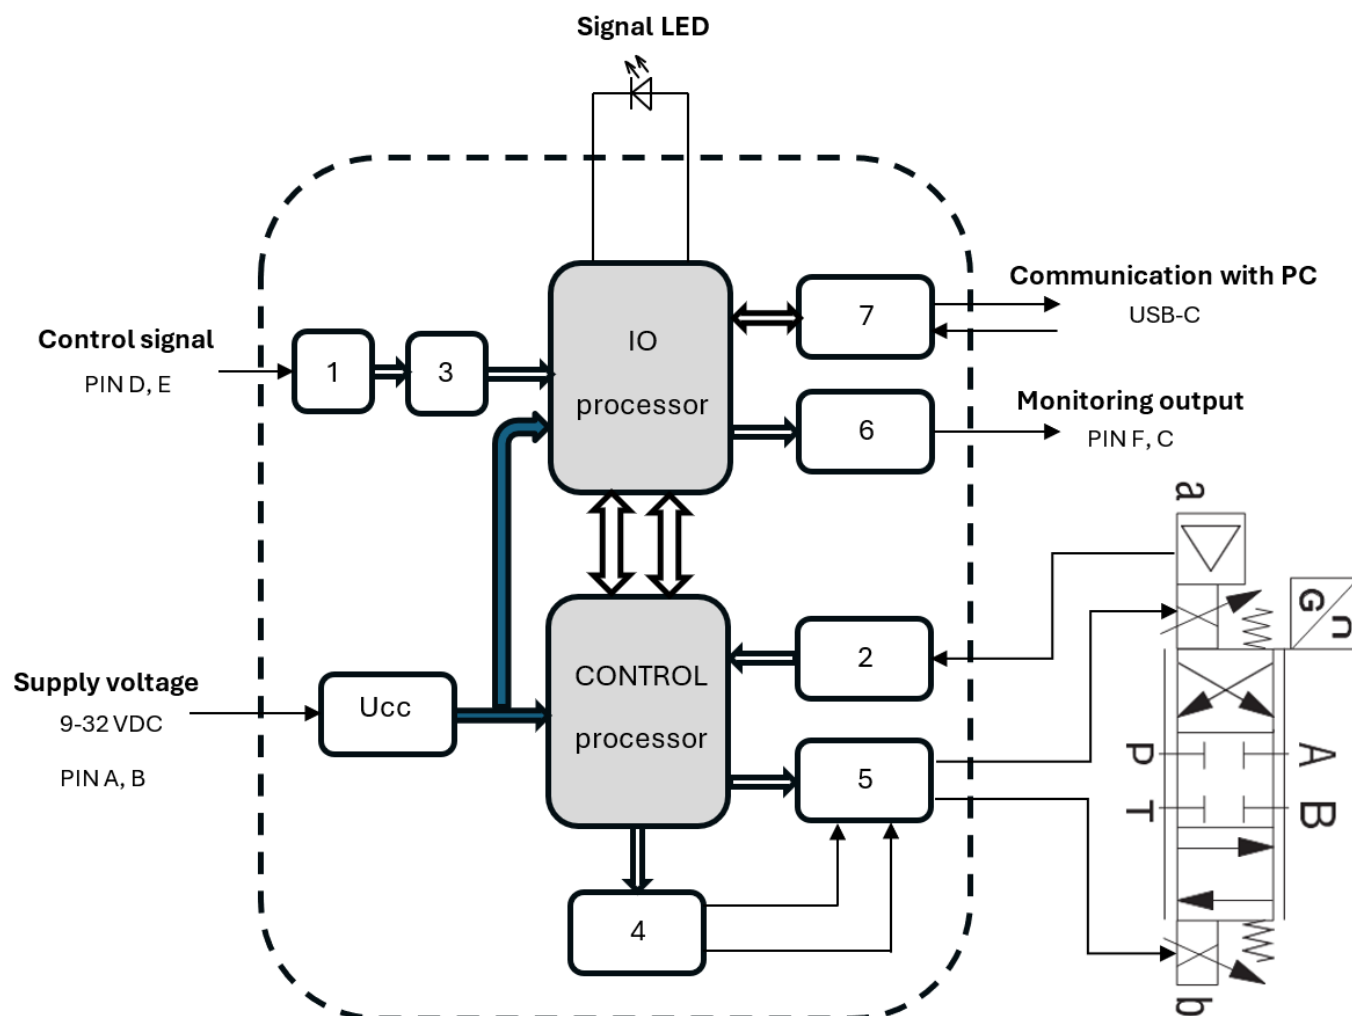 Signal LED
Communication with PC
USB-C
Control signal
PIN D, E
1
3
IO
processor
7
6
Monitoring output
PIN F, C
a
G
U
Supply voltage
9-32 VDC
PIN A, B
Ucc
CONTROL
processor
2
5
4
P
A
T
B
b